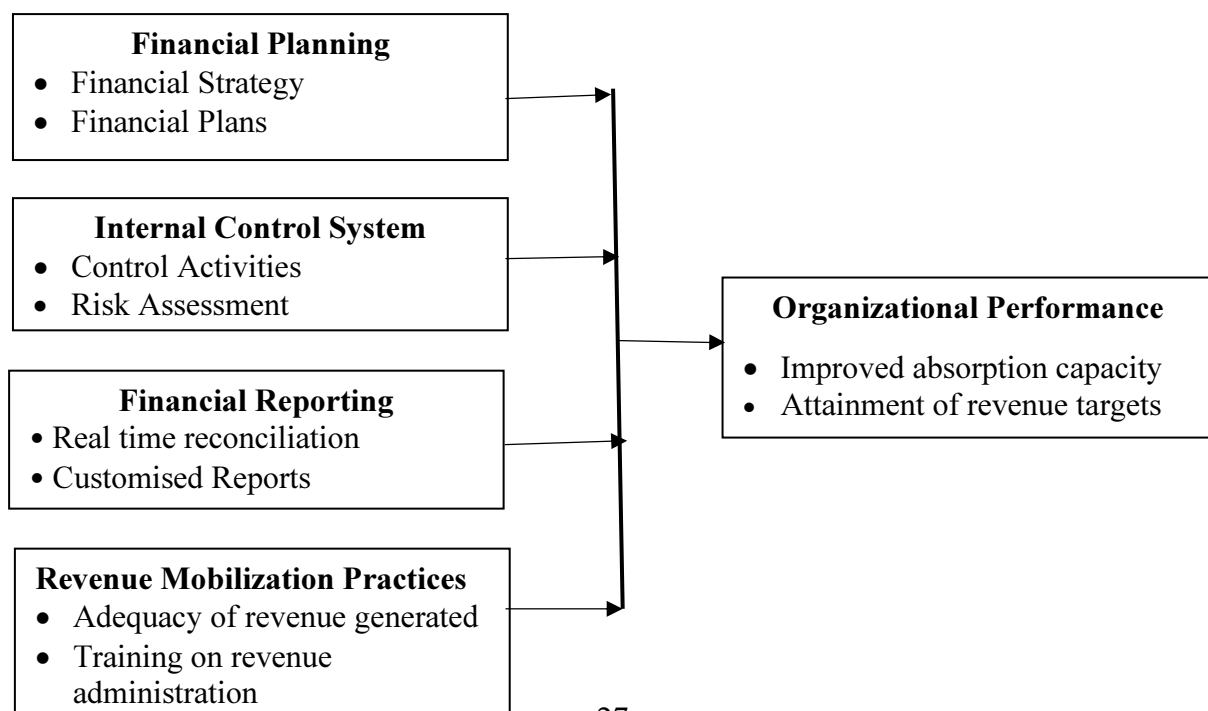 Financial Planning
• Financial Strategy
• Financial Plans
Internal Control System
• Control Activities
• Risk Assessment
Financial Reporting
• Real time reconciliation
• Customised Reports
Revenue Mobilization Practices
• Adequacy of revenue generated
• Training on revenue
administration
Organizational Performance
• Improved absorption capacity
• Attainment of revenue targets